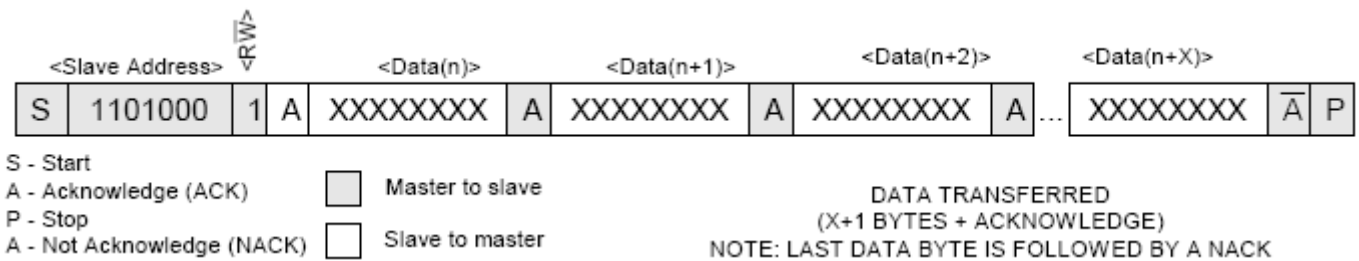 <RW̅>
<Slave Address> <Data(n)> <Data(n+1)> <Data(n+2)> <Data(n+X)>
S 1101000 1 A XXXXXXXX A XXXXXXXX A XXXXXXXX A ... XXXXXXXX A̅ P
S - Start
A - Acknowledge (ACK)
P - Stop
A - Not Acknowledge (NACK)
Master to slave
Slave to master
DATA TRANSFERRED
(X+1 BYTES + ACKNOWLEDGE)
NOTE: LAST DATA BYTE IS FOLLOWED BY A NACK